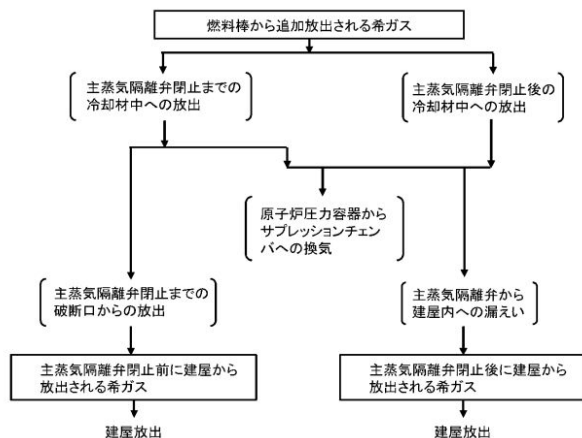 燃料棒から追加放出される希ガス
主蒸気隔離弁閉止までの
冷却材中への放出
主蒸気隔離弁閉止後の
冷却材中への放出
原子炉圧力容器から
サプレッションチェン
バへの換気
主蒸気隔離弁閉止までの
破断口からの放出
主蒸気隔離弁から
建屋内への漏えい
主蒸気隔離弁閉止前に建屋から
放出される希ガス
主蒸気隔離弁閉止後に建屋から
放出される希ガス
建屋放出
建屋放出